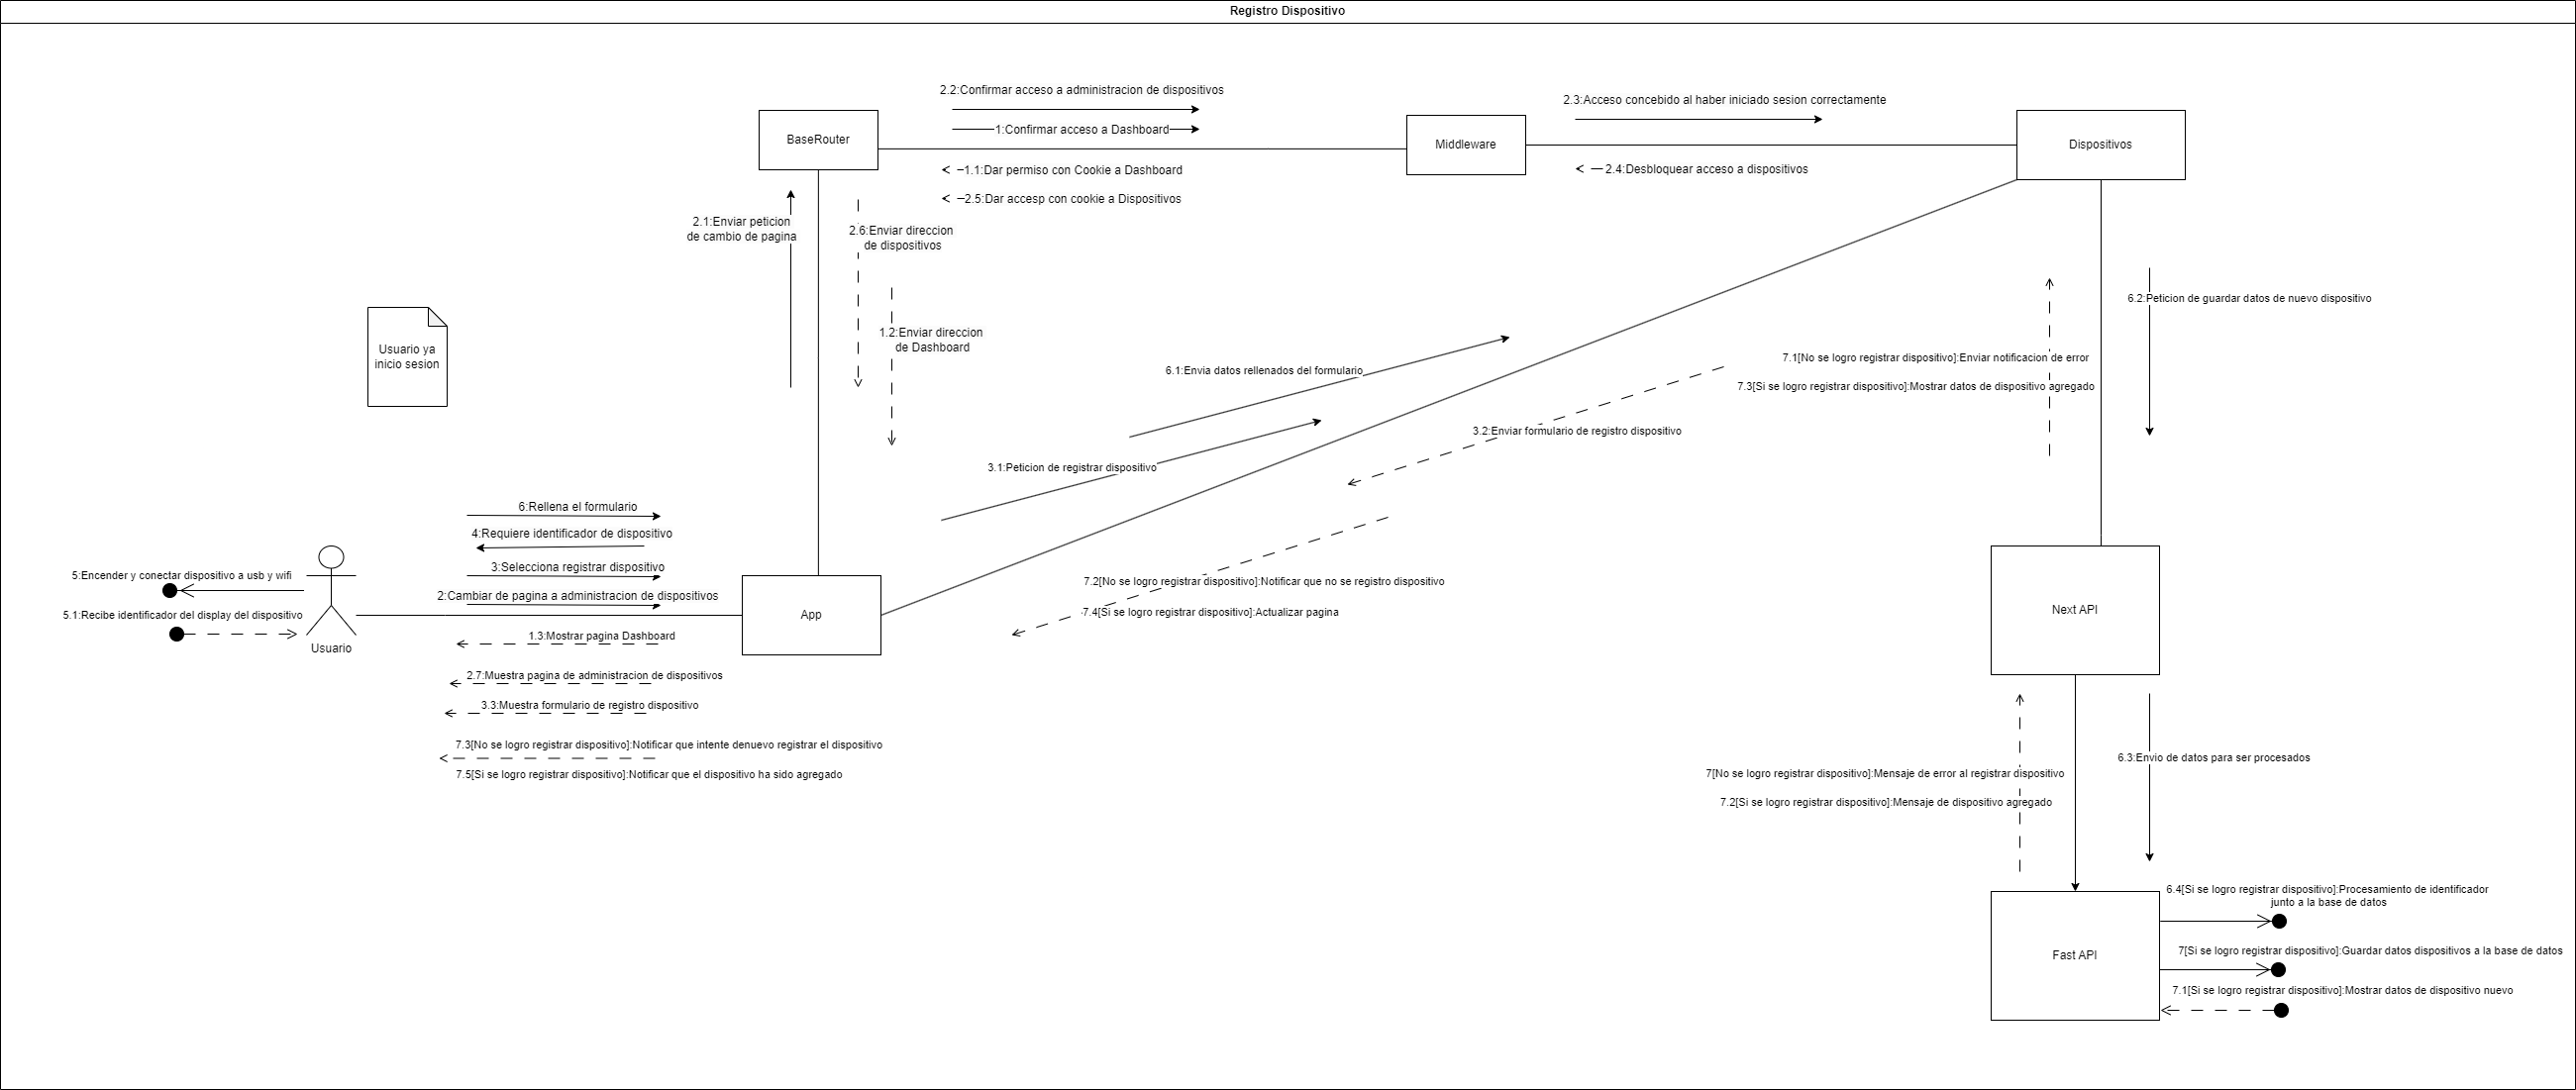 Registro Dispositivo
2.2:Confirmar acceso a administracion de dispositivos
1:Confirmar acceso a Dashboard
2.3:Acceso concebido al haber iniciado sesion correctamente
BaseRouter
Middleware
Dispositivos
1.1:Dar permiso con Cookie a Dashboard
2.4:Desbloquear acceso a dispositivos
2.5:Dar accesp con cookie a Dispositivos
2.1:Enviar peticion
de cambio de pagina
2.6:Enviar direccion
de dispositivos
1.2:Enviar direccion
de Dashboard
6.2:Peticion de guardar datos de nuevo dispositivo
Usuario ya
inicio sesion
6.1:Envia datos rellenados del formulario
7.1[No se logro registrar dispositivo]:Enviar notificacion de error
7.3[Si se logro registrar dispositivo]:Mostrar datos de dispositivo agregado
3.2:Enviar formulario de registro dispositivo
3.1:Peticion de registrar dispositivo
6:Rellena el formulario
4:Requiere identificador de dispositivo
3:Selecciona registrar dispositivo
2:Cambiar de pagina a administracion de dispositivos
5:Encender y conectar dispositivo a usb y wifi
5.1:Recibe identificador del display del dispositivo
Usuario
App
7.2[No se logro registrar dispositivo]:Notificar que no se registro dispositivo
7.4[Si se logro registrar dispositivo]:Actualizar pagina
Next API
1.3:Mostrar pagina Dashboard
2.7:Muestra pagina de administracion de dispositivos
3.3:Muestra formulario de registro dispositivo
7.3[No se logro registrar dispositivo]:Notificar que intente denuevo registrar el dispositivo
7.5[Si se logro registrar dispositivo]:Notificar que el dispositivo ha sido agregado
6.3:Envio de datos para ser procesados
7[No se logro registrar dispositivo]:Mensaje de error al registrar dispositivo
7.2[Si se logro registrar dispositivo]:Mensaje de dispositivo agregado
6.4[Si se logro registrar dispositivo]:Procesamiento de identificador
junto a la base de datos
Fast API
7[Si se logro registrar dispositivo]:Guardar datos dispositivos a la base de datos
7.1[Si se logro registrar dispositivo]:Mostrar datos de dispositivo nuevo